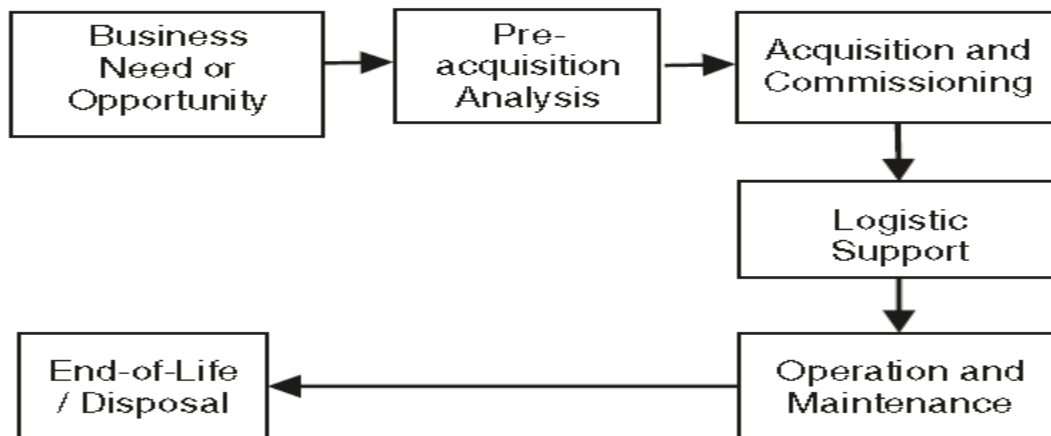 Business
Need or
Opportunity
Pre-
acquisition
Analysis
Acquisition and
Commissioning
Logistic
Support
Operation and
Maintenance
End-of-Life
/ Disposal